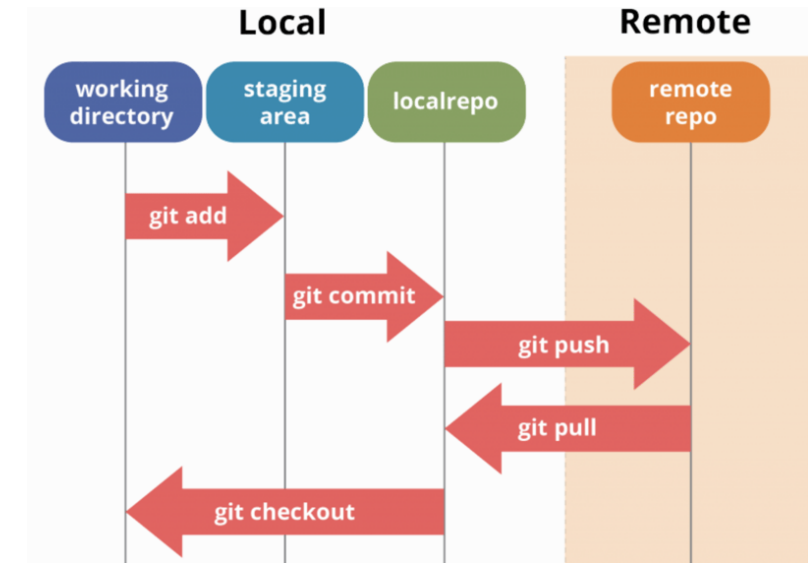 Local
Remote
working
directory
staging
area
localrepo
remote
repo
git add
git commit
git push
git pull
git checkout